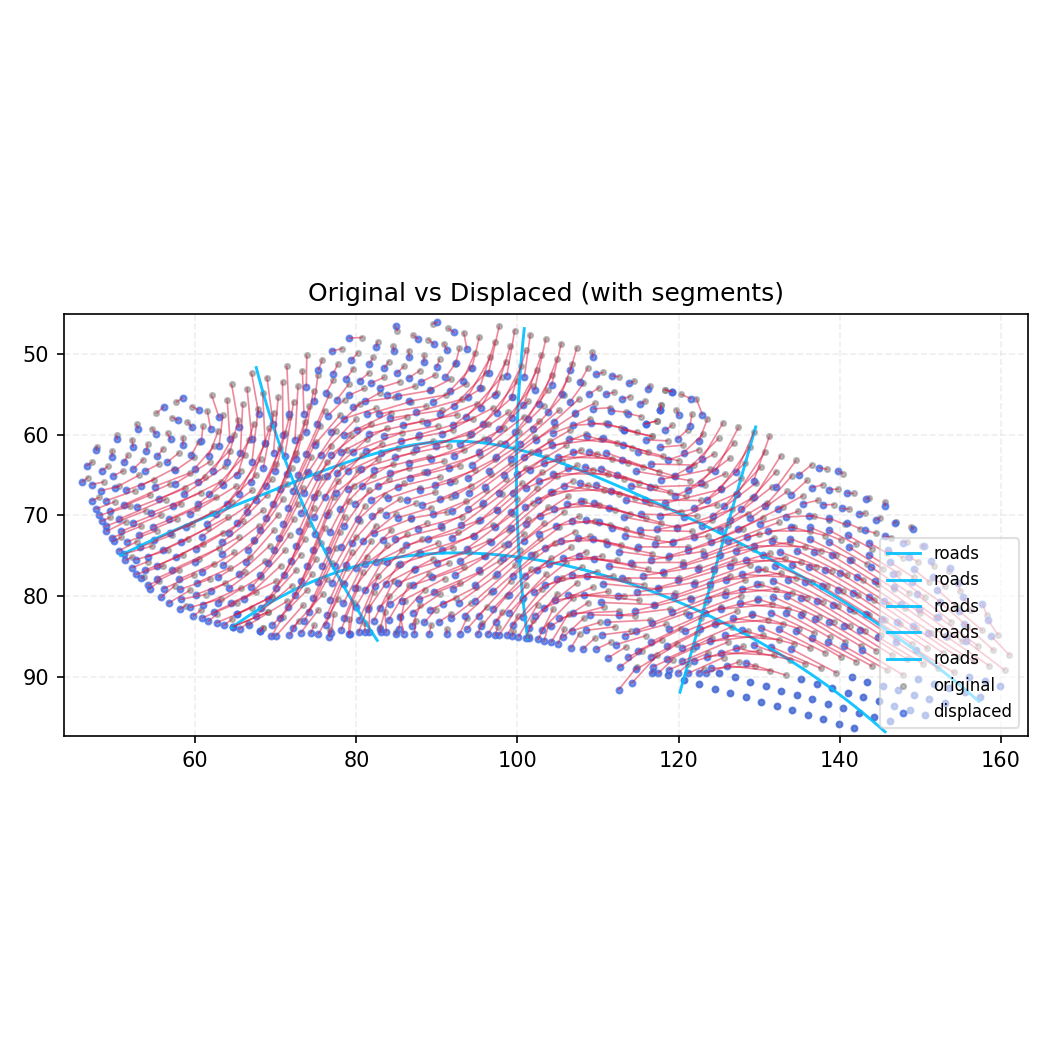 Original vs Displaced (with segments)
50
60
70
80
90
60 80 100 120 140 160
roads
roads
roads
roads
roads
original
displaced